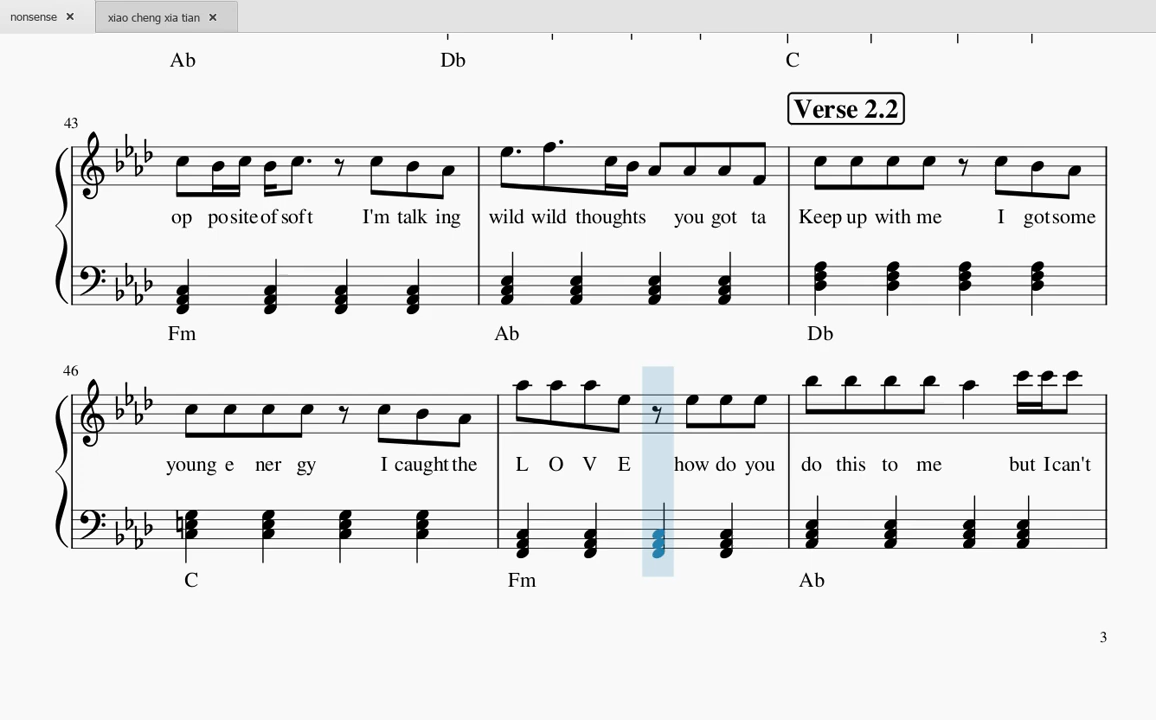 nonsense × xiao cheng xia tian ×
Ab Db C
Verse 2.2
43
op po site of soft I'm talk ing wild wild thoughts you got ta Keep up with me I got some
Fm Ab Db
46
young e ner gy I caught the L O V E how do you do this to me but I can't
C Fm Ab
3